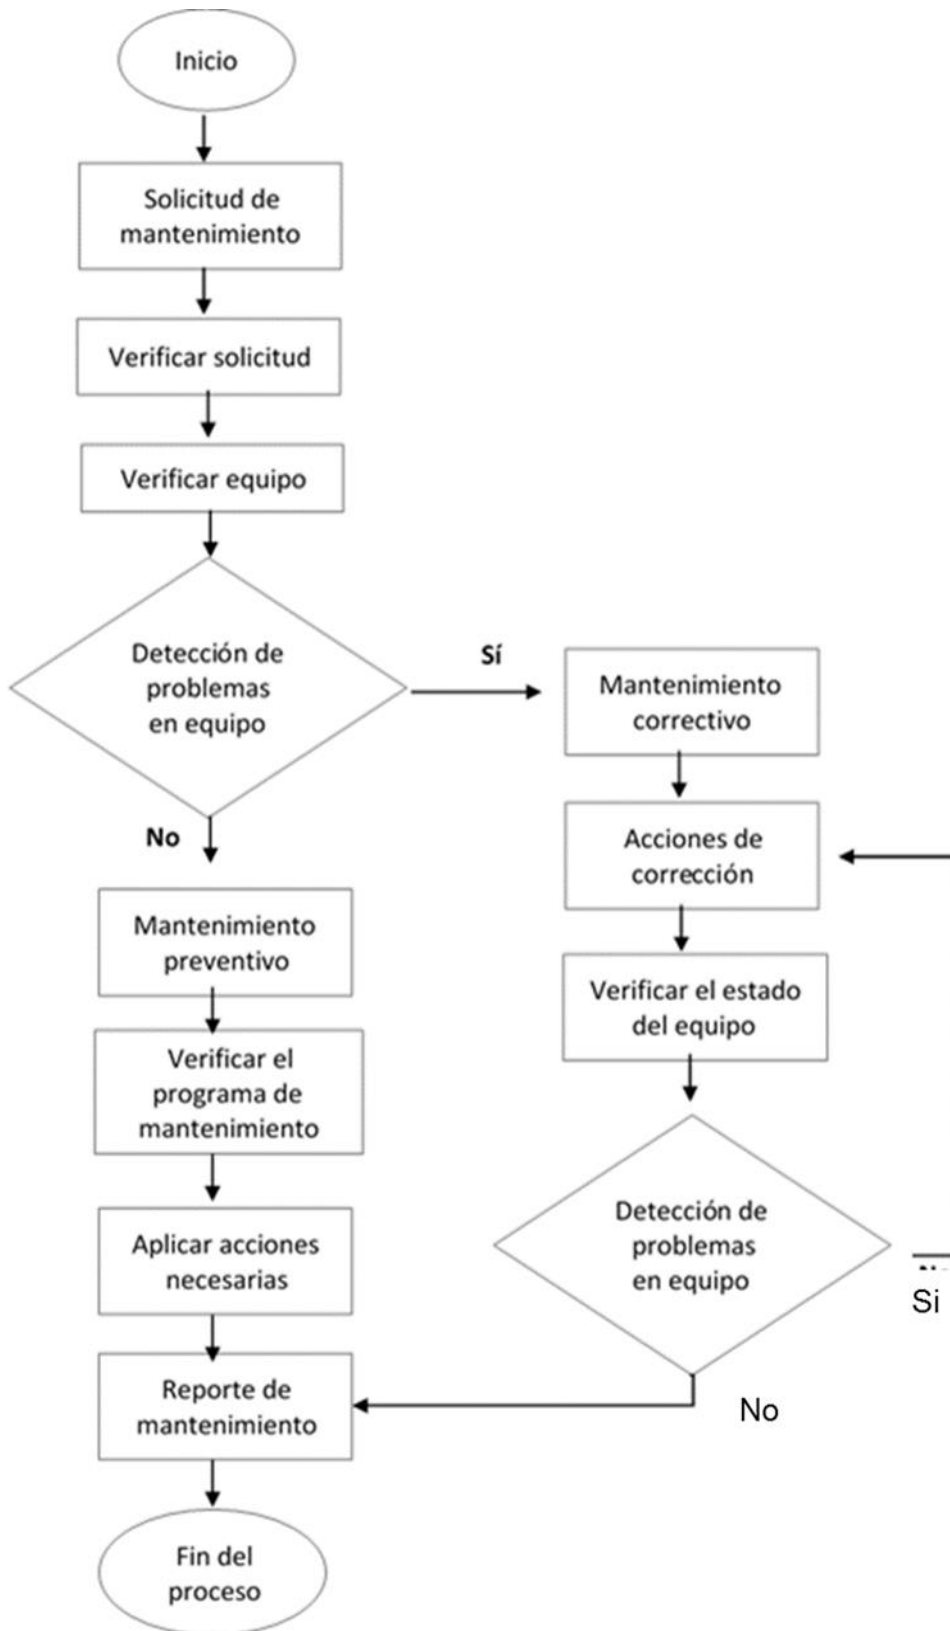 Inicio
Solicitud de
mantenimiento
Verificar solicitud
Verificar equipo
Detección de
problemas
en equipo
Sí
No
Mantenimiento
correctivo
Acciones de
corrección
Verificar el estado
del equipo
Detección de
problemas
en equipo
Si
No
Mantenimiento
preventivo
Verificar el
programa de
mantenimiento
Aplicar acciones
necesarias
Reporte de
mantenimiento
Fin del
proceso